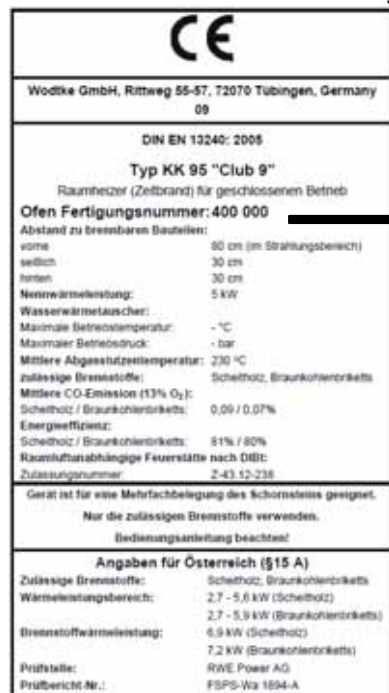 CE
Wodtke GmbH, Rittweg 55-57, 72070 Tübingen, Germany
09
DIN EN 13240: 2005
Typ KK 95 "Club 9"
Raumheizer (Zeitbrand) für geschlossenen Betrieb
Ofen Fertigungsnummer: 400 000
Abstand zu brennbaren Bauteilen:
vorne 80 cm (im Strahlungsbereich)
seitlich 30 cm
hinten 30 cm
Nennwärmeleistung: 5 kW
Wasserwärmetauscher:
Maximale Betriebstemperatur: - °C
Maximaler Betriebsdruck: - bar
Mittlere Abgasstutzentemperatur: 230 °C
zulässige Brennstoffe: Scheitholz, Braunkohlenbriketts
Mittlere CO-Emission (13% O₂):
Scheitholz / Braunkohlenbriketts: 0,09 / 0,07%
Energieeffizienz:
Scheitholz / Braunkohlenbriketts: 81% / 80%
Raumluftunabhängige Feuerstätte nach DIBt:
Zulassungsnummer: Z-43.12-238
Gerät ist für eine Mehrfachbelegung des Schornsteins geeignet.
Nur die zulässigen Brennstoffe verwenden.
Bedienungsanleitung beachten!
Angaben für Österreich (§15 A)
Zulässige Brennstoffe: Scheitholz, Braunkohlenbriketts
Wärmeleistungsbereich: 2,7 - 5,6 kW (Scheitholz)
2,7 - 5,9 kW (Braunkohlenbriketts)
Brennstoffwärmeleistung: 6,9 kW (Scheitholz)
7,2 kW (Braunkohlenbriketts)
Prüfstelle: RWE Power AG
Prüfbericht-Nr.: FSPS-Wa 1894-A